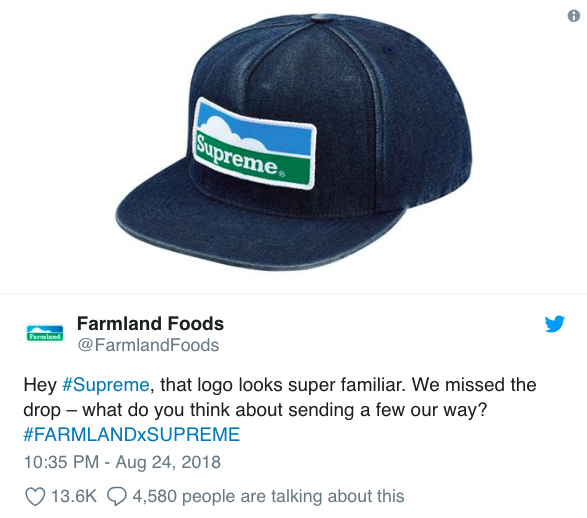 Supreme®
Farmland
Farmland Foods
@FarmlandFoods
Hey #Supreme, that logo looks super familiar. We missed the
drop – what do you think about sending a few our way?
#FARMLANDxSUPREME
10:35 PM - Aug 24, 2018
13.6K 4,580 people are talking about this